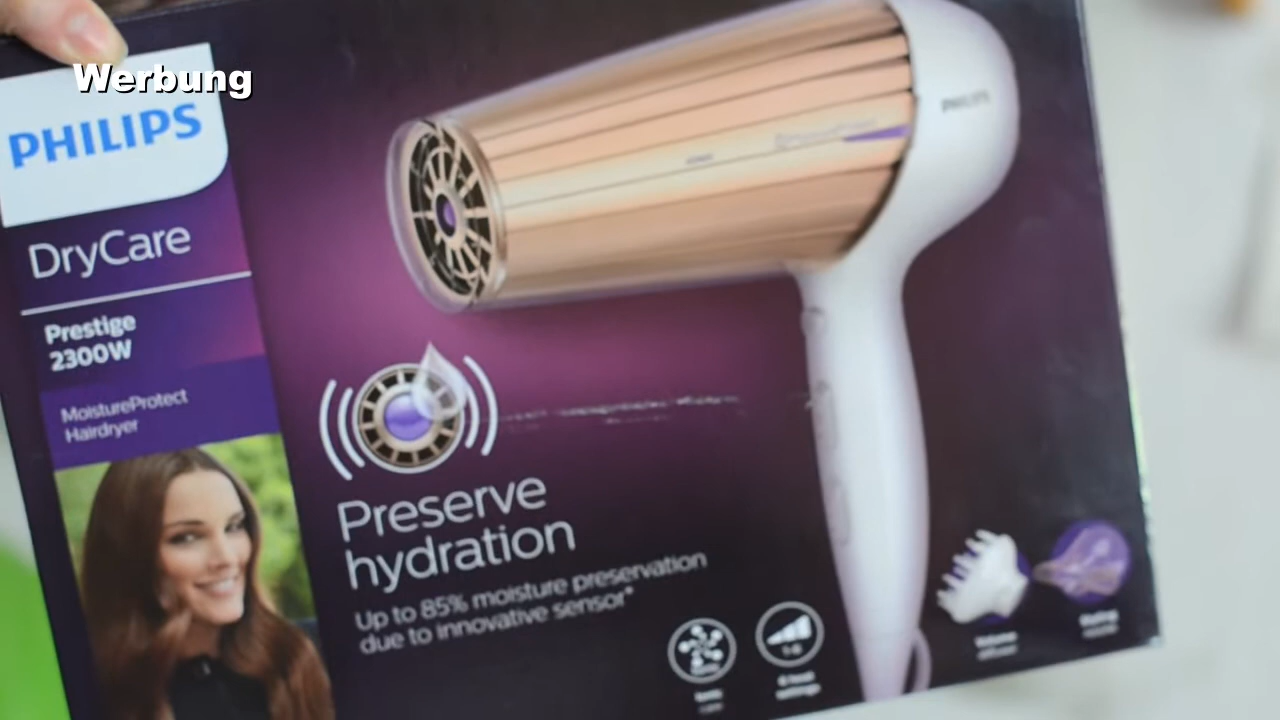 Werbung
PHILIPS
DryCare
Prestige
2300W
MoistureProtect
Hairdryer
PHILIPS
Preserve
hydration
Up to 85% moisture preservation
due to innovative sensor*